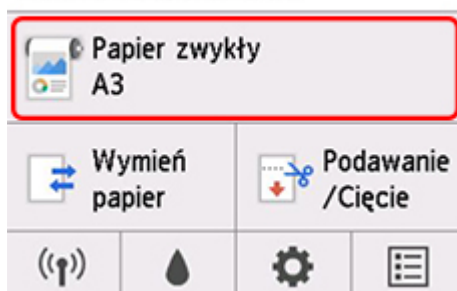 Papier zwykły
A3
Wymień
papier
Podawanie
/Cięcie